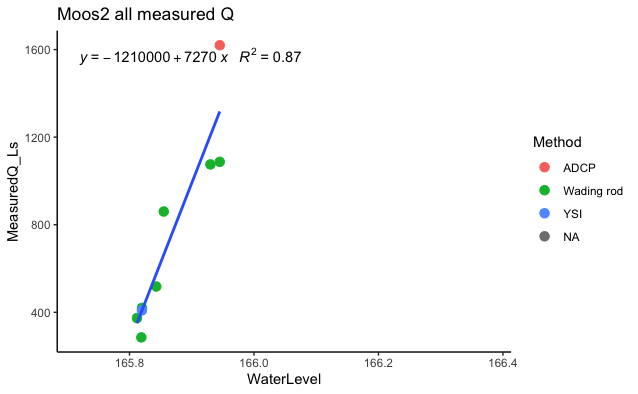 Moos2 all measured Q
y = − 1210000 + 7270 x R² = 0.87
MeasuredQ_Ls
1600
1200
800
400
165.8 166.0 166.2 166.4
WaterLevel
Method
ADCP
Wading rod
YSI
NA